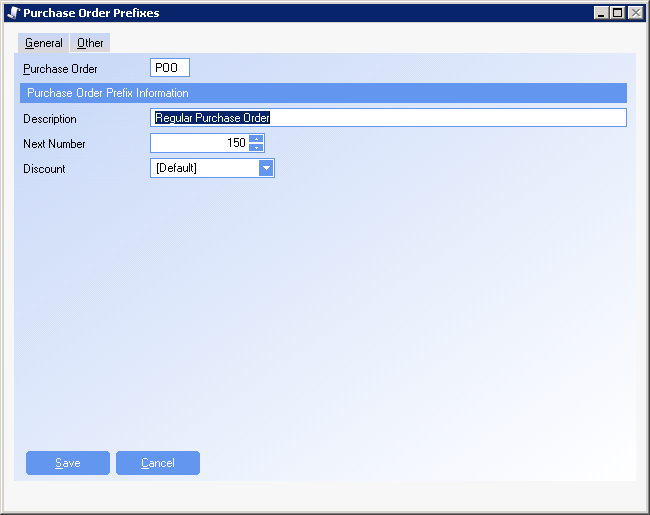 Purchase Order Prefixes
General Other
Purchase Order POO
Purchase Order Prefix Information
Description Regular Purchase Order
Next Number 150
Discount [Default]
Save Cancel